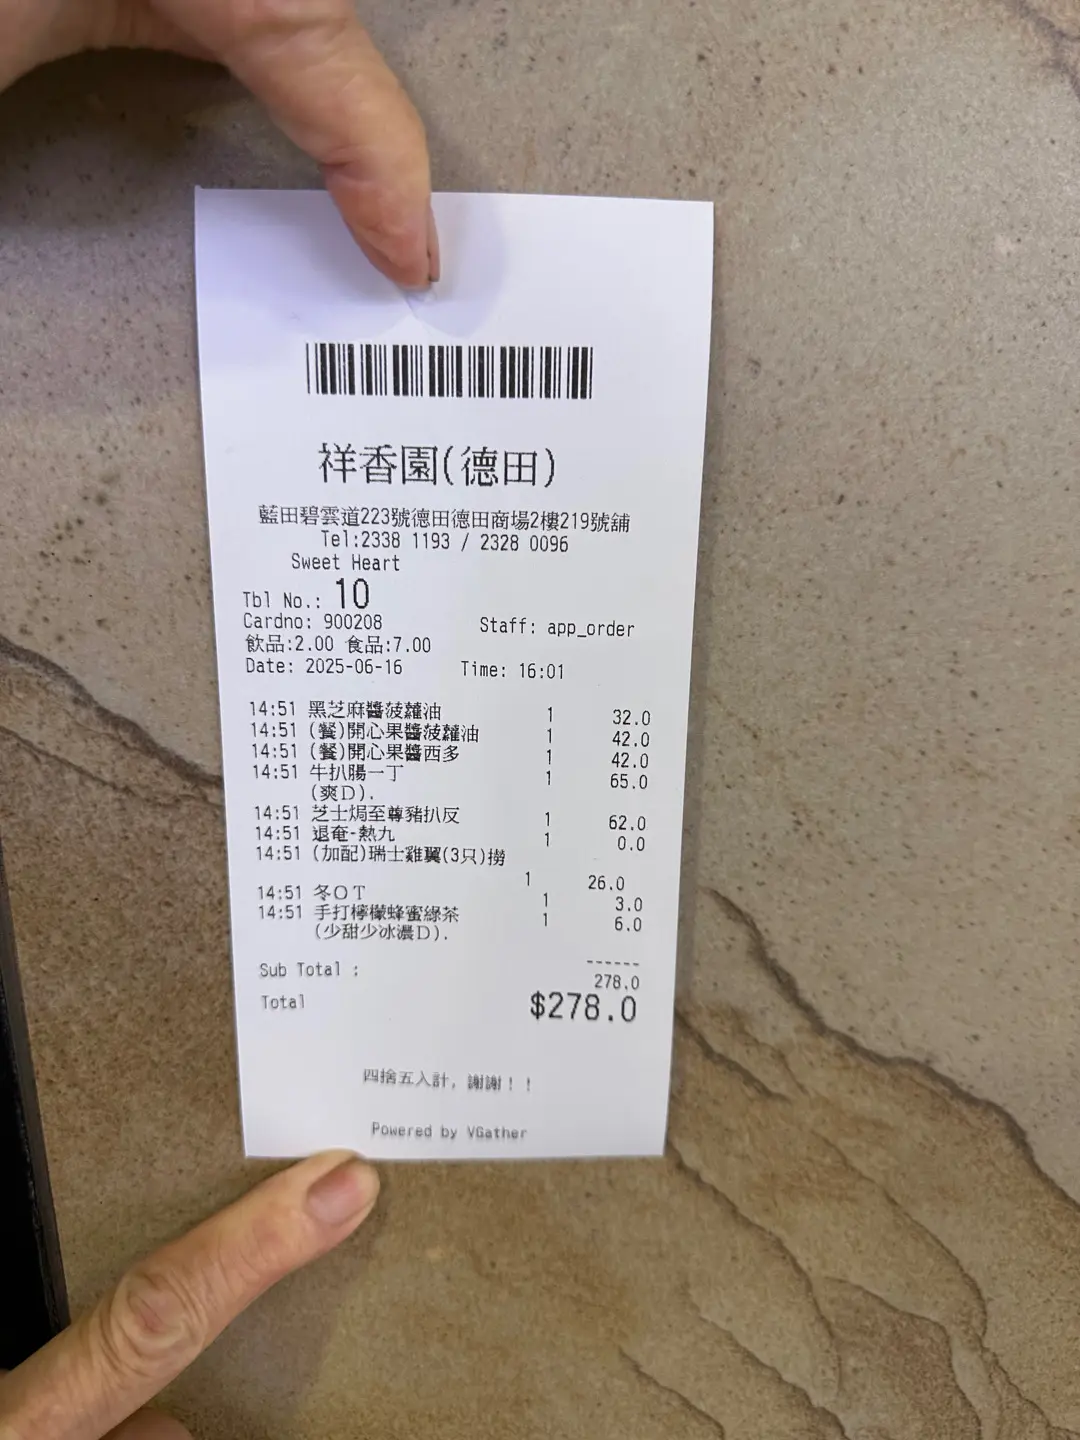 祥香園(德田)
藍田碧雲道223號德田德田商場2樓219號舖
Tel:2338 1193 / 2328 0096
Sweet Heart
Tbl No.: 10
Cardno: 900208 Staff: app_order
飲品:2.00 食品:7.00
Date: 2025-06-16 Time: 16:01
14:51 黑芝麻醬菠蘿油 1 32.0
14:51 (餐)開心果醬菠蘿油 1 42.0
14:51 (餐)開心果醬西多 1 42.0
14:51 牛扒腸一丁 1 65.0
(爽D).
14:51 芝士焗至尊豬扒反 1 62.0
14:51 退奄-熱九 1 0.0
14:51 (加配)瑞士雞翼(3只)撈
1 26.0
14:51 冬OT 1 3.0
14:51 手打檸檬蜂蜜綠茶 1 6.0
(少甜少冰濃D).
------
Sub Total : 278.0
Total $278.0
四捨五入計, 謝謝!!
Powered by VGather